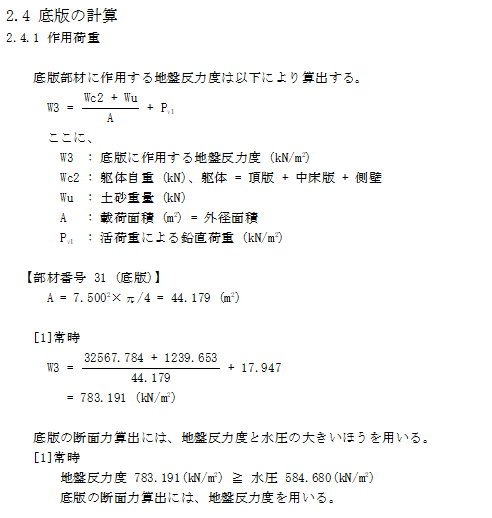 2.4 底版の計算
2.4.1 作用荷重
底版部材に作用する地盤反力度は以下により算出する。
W3 = (Wc2 + Wu) / A + Pv1
ここに、
W3 : 底版に作用する地盤反力度 (kN/m²)
Wc2 : 躯体自重 (kN)、躯体 = 頂版 + 中床版 + 側壁
Wu : 土砂重量 (kN)
A : 載荷面積 (m²) = 外径面積
Pv1 : 活荷重による鉛直荷重 (kN/m²)
【部材番号 31 (底版)】
A = 7.500²× π/4 = 44.179 (m²)
[1]常時
W3 = (32567.784 + 1239.653) / 44.179 + 17.947
= 783.191 (kN/m²)
底版の断面力算出には、地盤反力度と水圧の大きいほうを用いる。
[1]常時
地盤反力度 783.191(kN/m²) ≧ 水圧 584.680(kN/m²)
底版の断面力算出には、地盤反力度を用いる。